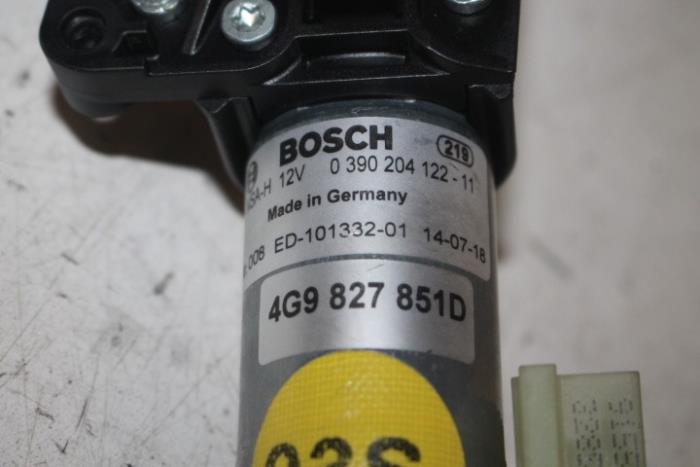 BOSCH 219
12V 0 390 204 122-11
Made in Germany
008 ED-101332-01 14-07-18
4G9 827 851D